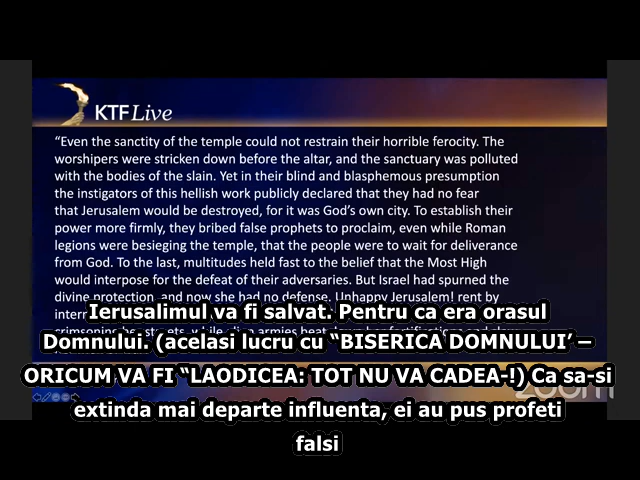 KTF Live
“Even the sanctity of the temple could not restrain their horrible ferocity. The
worshipers were stricken down before the altar, and the sanctuary was polluted
with the bodies of the slain. Yet in their blind and blasphemous presumption
the instigators of this hellish work publicly declared that they had no fear
that Jerusalem would be destroyed, for it was God’s own city. To establish their
power more firmly, they bribed false prophets to proclaim, even while Roman
legions were besieging the temple, that the people were to wait for deliverance
from God. To the last, multitudes held fast to the belief that the Most High
would interpose for the defeat of their adversaries. But Israel had spurned the
divine protection, and now she had no defense. Unhappy Jerusalem! rent by
Ierusalimul va fi salvat. Pentru ca era orasul
Domnului. (acelasi lucru cu “BISERICA DOMNULUI’ –
ORICUM VA FI “LAODICEA: TOT NU VA CADEA-!) Ca sa-si
extinda mai departe influenta, ei au pus profeti
falsi